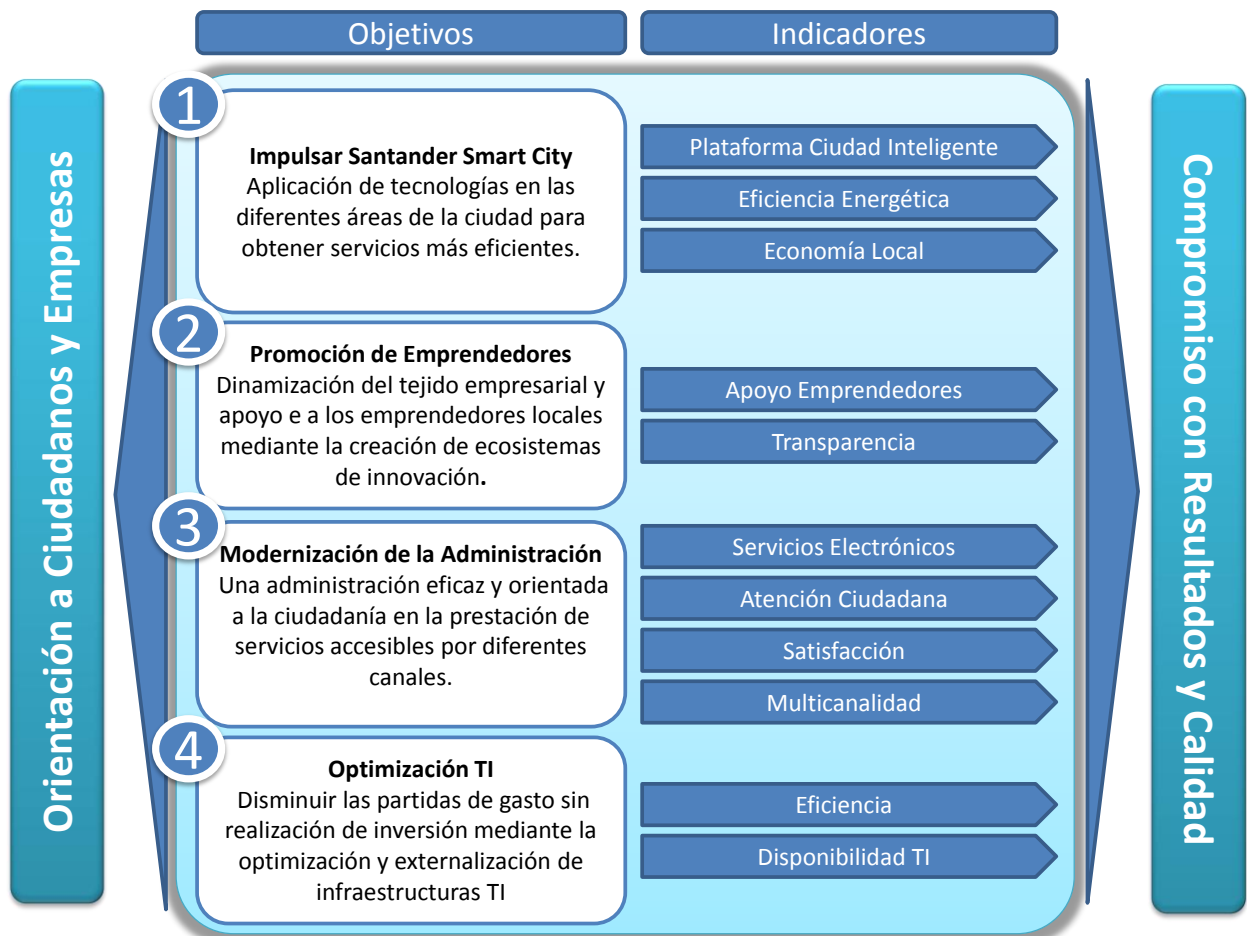 Objetivos
Indicadores
Orientación a Ciudadanos y Empresas
1
Impulsar Santander Smart City
Aplicación de tecnologías en las
diferentes áreas de la ciudad para
obtener servicios más eficientes.
Plataforma Ciudad Inteligente
Eficiencia Energética
Economía Local
2
Promoción de Emprendedores
Dinamización del tejido empresarial y
apoyo e a los emprendedores locales
mediante la creación de ecosistemas
de innovación.
Apoyo Emprendedores
Transparencia
3
Modernización de la Administración
Una administración eficaz y orientada
a la ciudadanía en la prestación de
servicios accesibles por diferentes
canales.
Servicios Electrónicos
Atención Ciudadana
Satisfacción
Multicanalidad
4
Optimización TI
Disminuir las partidas de gasto sin
realización de inversión mediante la
optimización y externalización de
infraestructuras TI
Eficiencia
Disponibilidad TI
Compromiso con Resultados y Calidad